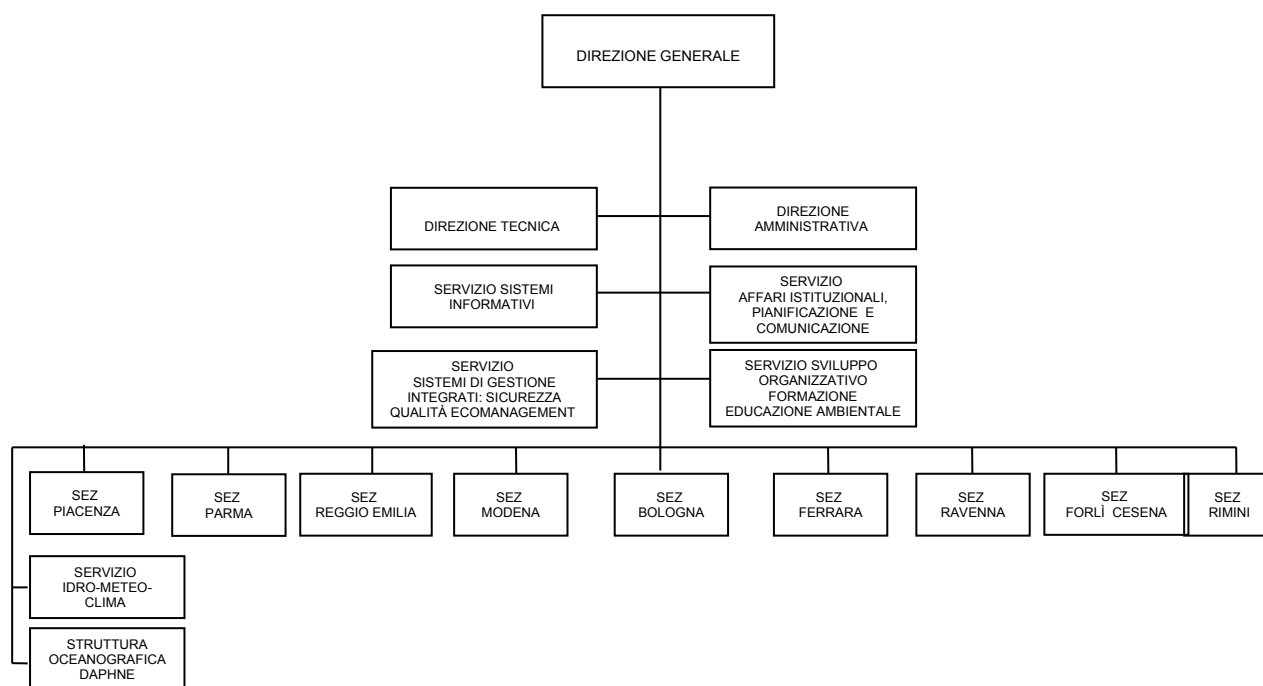 DIREZIONE GENERALE
DIREZIONE TECNICA
DIREZIONE
AMMINISTRATIVA
SERVIZIO SISTEMI
INFORMATIVI
SERVIZIO
AFFARI ISTITUZIONALI,
PIANIFICAZIONE E
COMUNICAZIONE
SERVIZIO
SISTEMI DI GESTIONE
INTEGRATI: SICUREZZA
QUALITÀ ECOMANAGEMENT
SERVIZIO SVILUPPO
ORGANIZZATIVO
FORMAZIONE
EDUCAZIONE AMBIENTALE
SEZ
PIACENZA
SEZ
PARMA
SEZ
REGGIO EMILIA
SEZ
MODENA
SEZ
BOLOGNA
SEZ
FERRARA
SEZ
RAVENNA
SEZ
FORLÌ CESENA
SEZ
RIMINI
SERVIZIO
IDRO-METEO-
CLIMA
STRUTTURA
OCEANOGRAFICA
DAPHNE